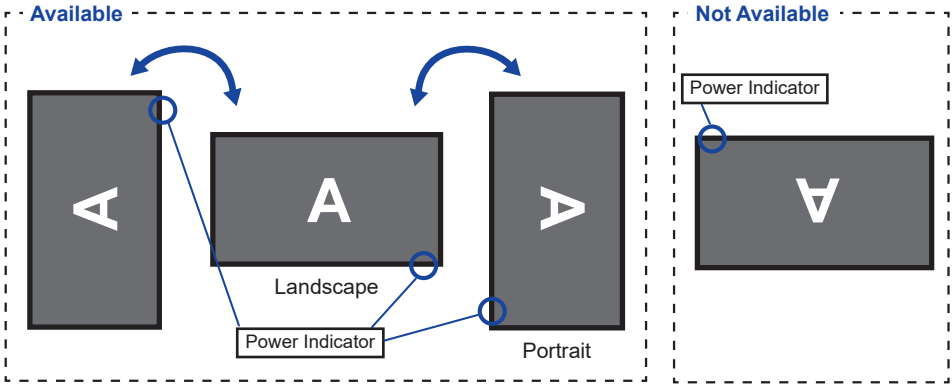 Available
A
A
A
Landscape
Power Indicator
Portrait
Not Available
Power Indicator
A